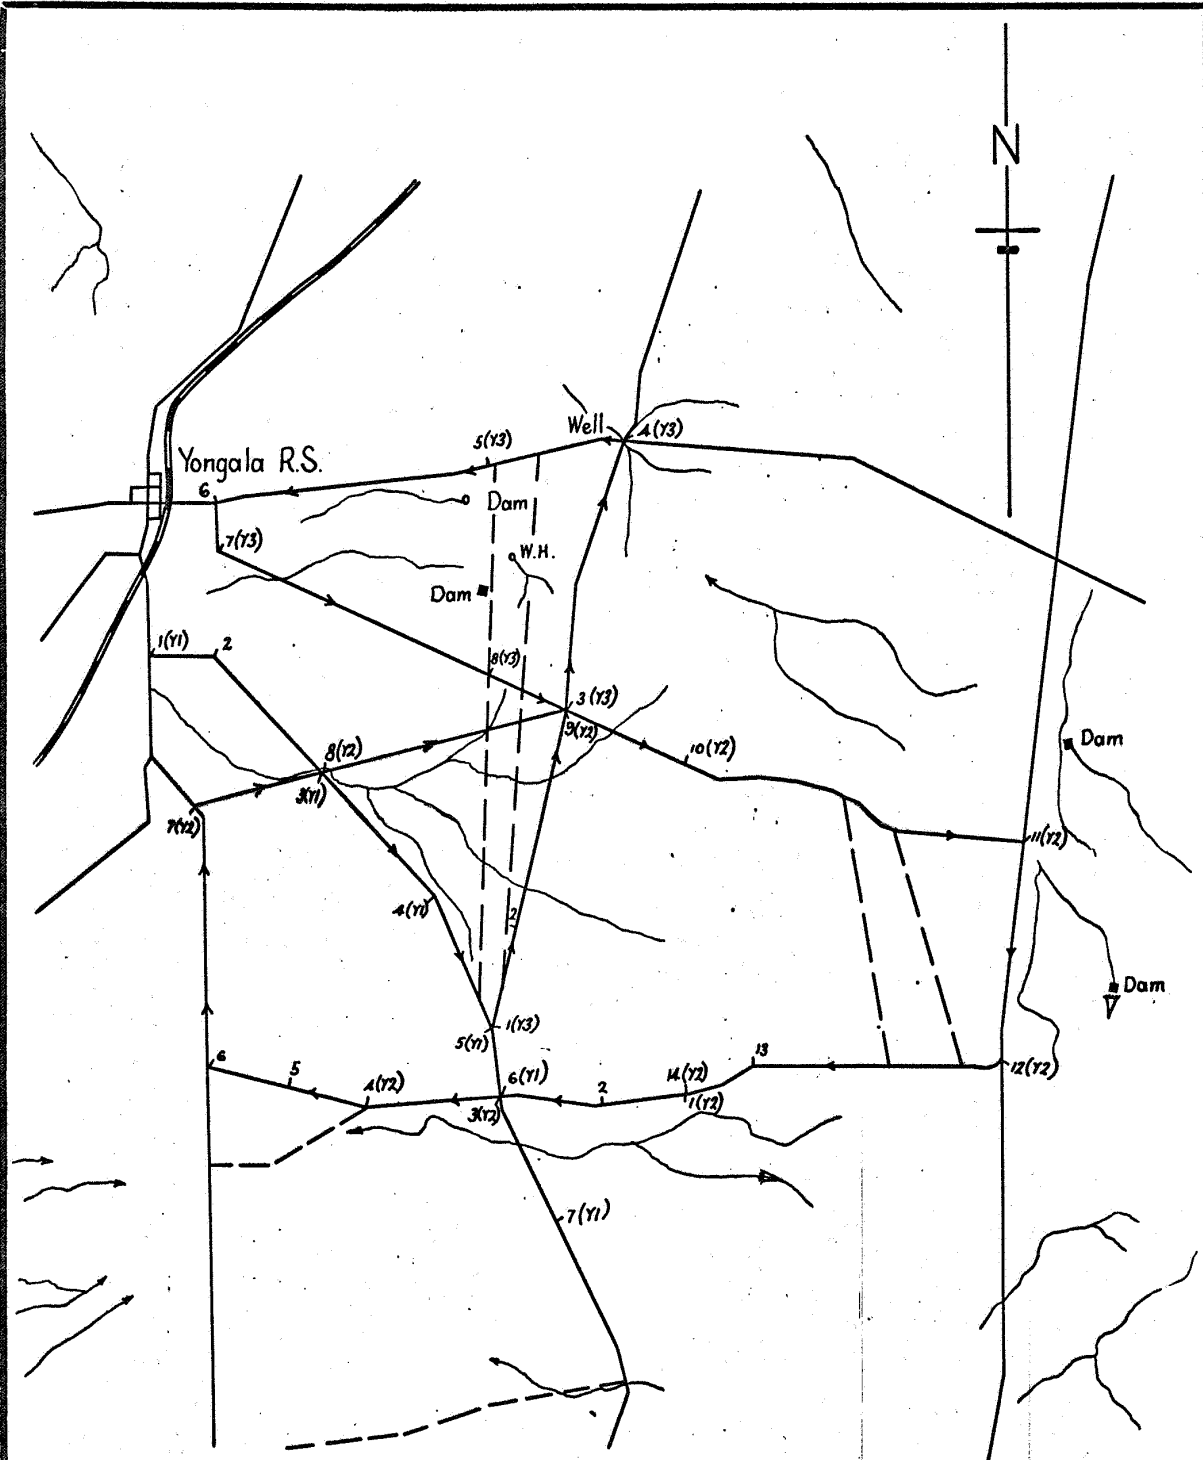 N
Well
4(Y3)
5(Y3)
Yongala R.S.
6
Dam
7(Y3)
W.H.
Dam
1(Y1)
2
8(Y3)
3(Y3)
9(Y2)
10(Y2)
Dam
8(Y2)
3(Y1)
7(Y2)
11(Y2)
4(Y1)
2
Dam
1(Y3)
5(Y1)
6
5
4(Y2)
6(Y1)
3(Y2)
2
14(Y2)
1(Y2)
13
12(Y2)
7(Y1)